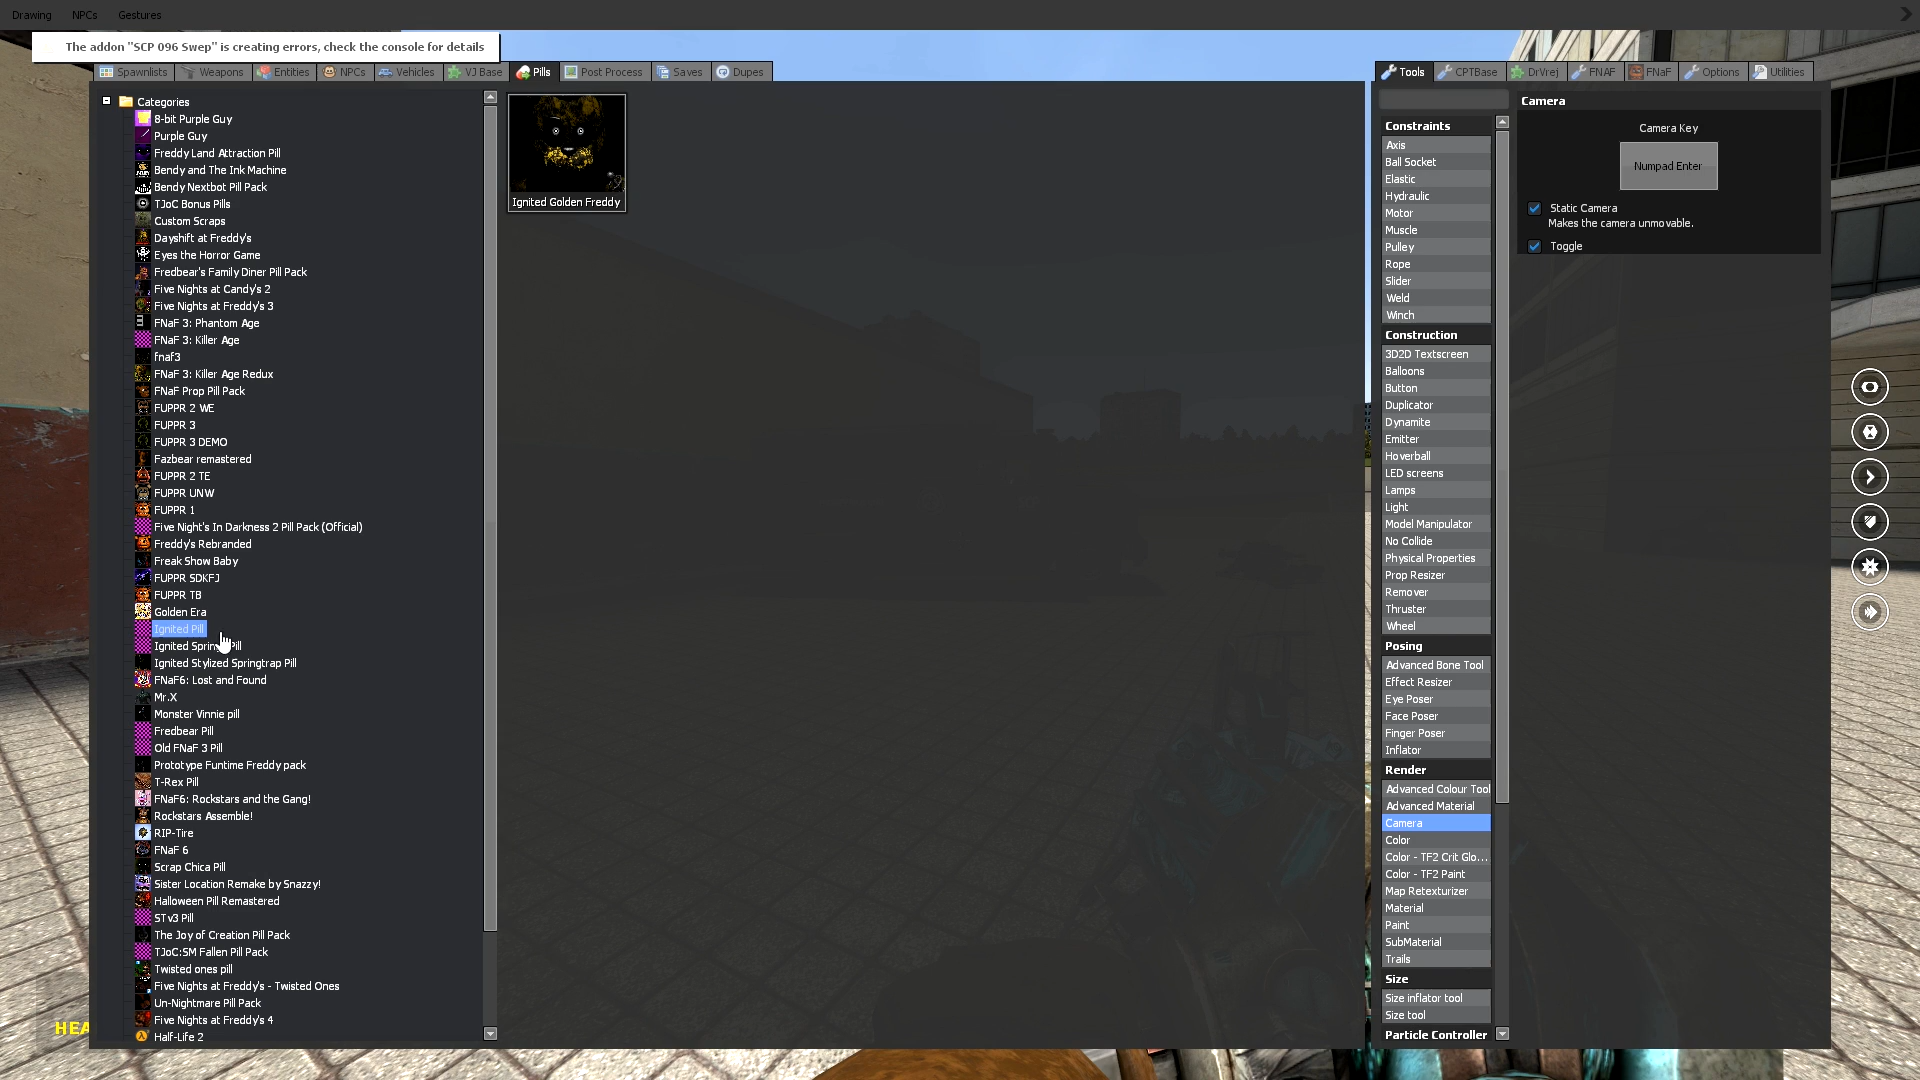 Drawing NPCs Gestures
The addon "SCP 096 Swep" is creating errors, check the console for details
Spawnlists Weapons Entities NPCs Vehicles VJ Base Pills Post Process Saves Dupes
Categories
8-bit Purple Guy
Purple Guy
Freddy Land Attraction Pill
Bendy and The Ink Machine
Bendy Nextbot Pill Pack
TJoC Bonus Pills
Custom Scraps
Dayshift at Freddy's
Eyes the Horror Game
Fredbear's Family Diner Pill Pack
Five Nights at Candy's 2
Five Nights at Freddy's 3
FNaF 3: Phantom Age
FNaF 3: Killer Age
fnaf3
FNaF 3: Killer Age Redux
FNaF Prop Pill Pack
FUPPR 2 WE
FUPPR 3
FUPPR 3 DEMO
Fazbear remastered
FUPPR 2 TE
FUPPR UNW
FUPPR 1
Five Night's In Darkness 2 Pill Pack (Official)
Freddy's Rebranded
Freak Show Baby
FUPPR SDKFJ
FUPPR TB
Golden Era
Ignited Pill
Ignited Spring Pill
Ignited Stylized Springtrap Pill
FNaF6: Lost and Found
Mr.X
Monster Vinnie pill
Fredbear Pill
Old FNaF 3 Pill
Prototype Funtime Freddy pack
T-Rex Pill
FNaF6: Rockstars and the Gang!
Rockstars Assemble!
RIP-Tire
FNaF 6
Scrap Chica Pill
Sister Location Remake by Snazzy!
Halloween Pill Remastered
STv3 Pill
The Joy of Creation Pill Pack
TJoC:SM Fallen Pill Pack
Twisted ones pill
Five Nights at Freddy's - Twisted Ones
Un-Nightmare Pill Pack
Five Nights at Freddy's 4
Half-Life 2
HEA
Ignited Golden Freddy
Tools CPTBase DrVrej FNAF FNaF Options Utilities
Constraints
Axis
Ball Socket
Elastic
Hydraulic
Motor
Muscle
Pulley
Rope
Slider
Weld
Winch
Construction
3D2D Textscreen
Balloons
Button
Duplicator
Dynamite
Emitter
Hoverball
LED screens
Lamps
Light
Model Manipulator
No Collide
Physical Properties
Prop Resizer
Remover
Thruster
Wheel
Posing
Advanced Bone Tool
Effect Resizer
Eye Poser
Face Poser
Finger Poser
Inflator
Render
Advanced Colour Tool
Advanced Material
Camera
Color
Color - TF2 Crit Glo...
Color - TF2 Paint
Map Retexturizer
Material
Paint
SubMaterial
Trails
Size
Size inflator tool
Size tool
Particle Controller
Camera
Camera Key
Numpad Enter
Static Camera
Makes the camera unmovable.
Toggle